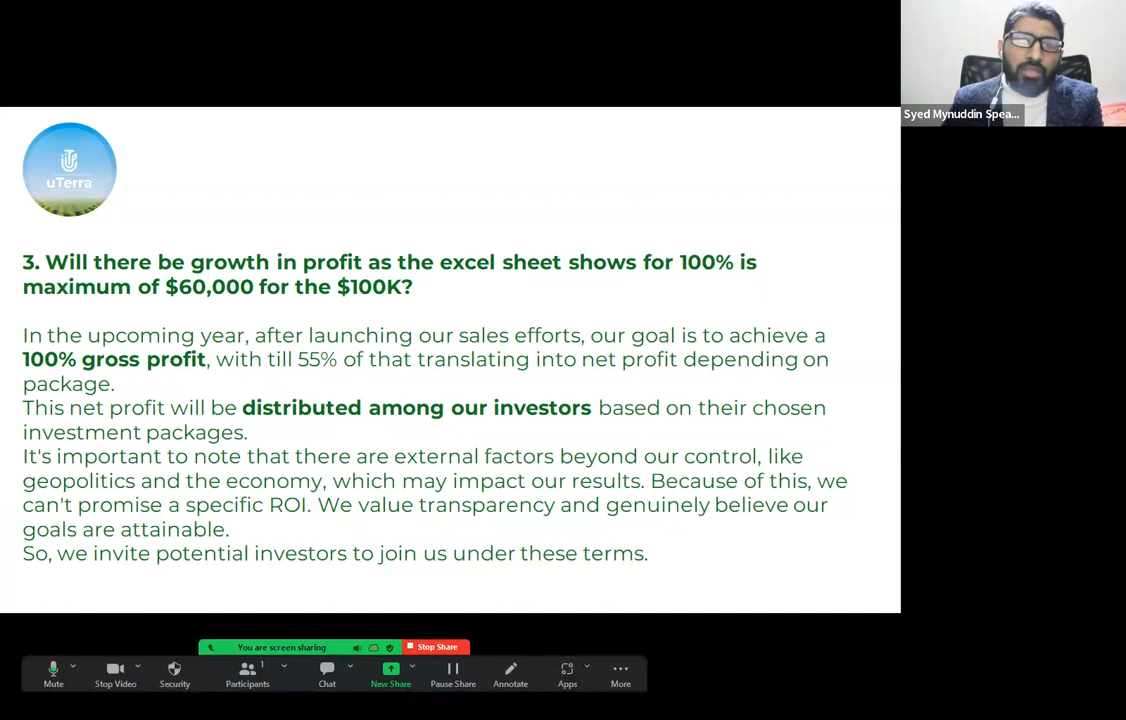 Syed Mynuddin Spea...
uTerra
3. Will there be growth in profit as the excel sheet shows for 100% is
maximum of $60,000 for the $100K?
In the upcoming year, after launching our sales efforts, our goal is to achieve a
100% gross profit, with till 55% of that translating into net profit depending on
package.
This net profit will be distributed among our investors based on their chosen
investment packages.
It's important to note that there are external factors beyond our control, like
geopolitics and the economy, which may impact our results. Because of this, we
can't promise a specific ROI. We value transparency and genuinely believe our
goals are attainable.
So, we invite potential investors to join us under these terms.
You are screen sharing Stop Share
1
Mute Stop Video Security Participants Chat New Share Pause Share Annotate Apps More